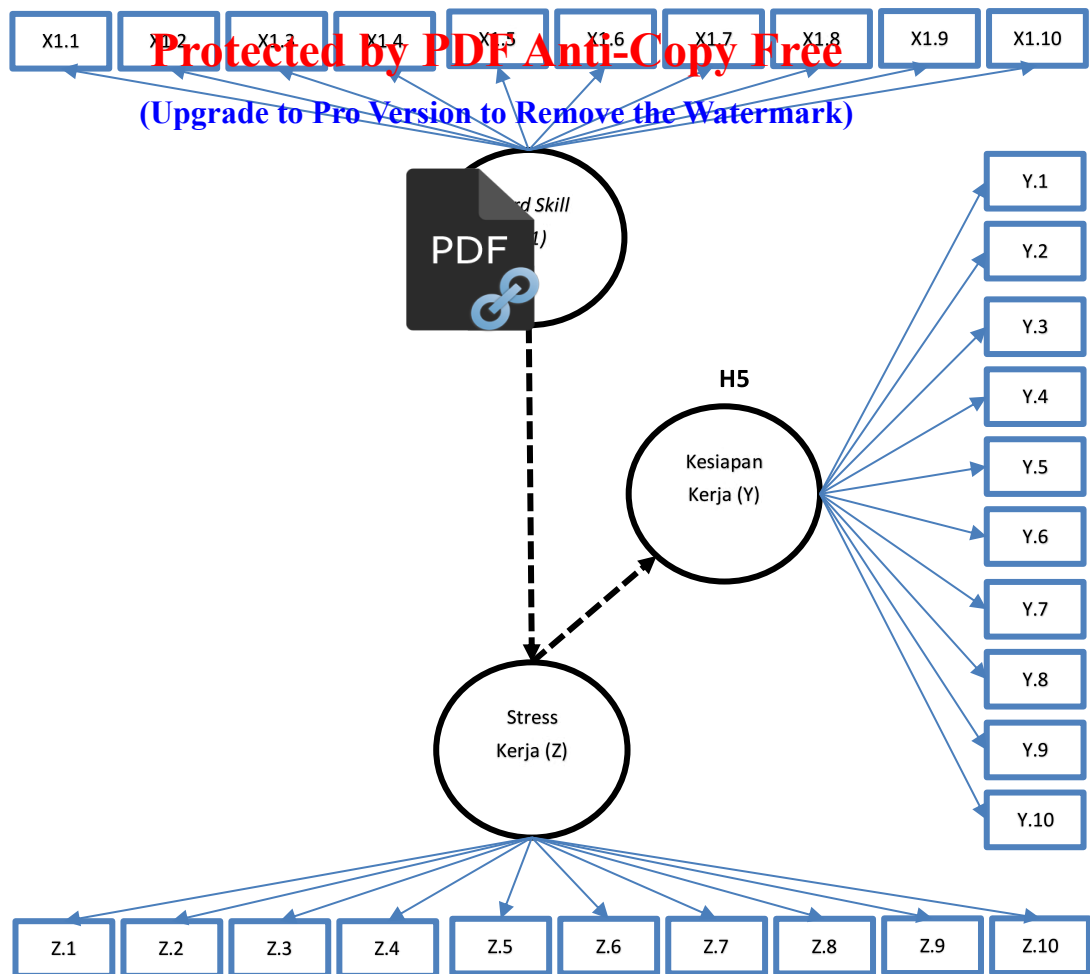 X1.1 X1.2 X1.3 X1.4 X1.5 X1.6 X1.7 X1.8 X1.9 X1.10
Protected by PDF Anti-Copy Free
(Upgrade to Pro Version to Remove the Watermark)
Skill
PDF
H5
Kesiapan
Kerja (Y)
Y.1
Y.2
Y.3
Y.4
Y.5
Y.6
Y.7
Y.8
Y.9
Y.10
Stress
Kerja (Z)
Z.1 Z.2 Z.3 Z.4 Z.5 Z.6 Z.7 Z.8 Z.9 Z.10